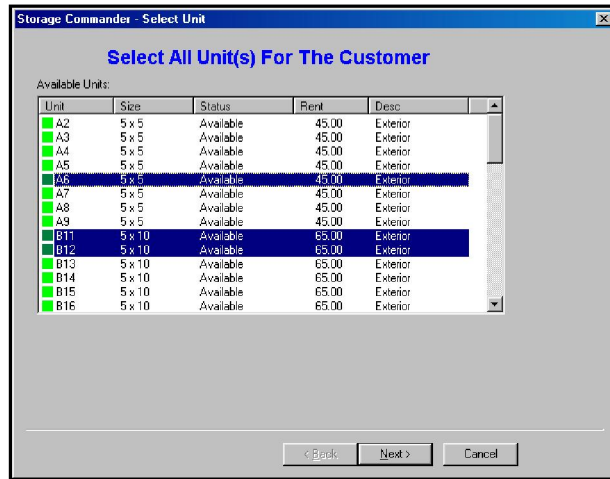 Storage Commander - Select Unit
Select All Unit(s) For The Customer
Available Units:
Unit Size Status Rent Desc
A2 5 x 5 Available 45.00 Exterior
A3 5 x 5 Available 45.00 Exterior
A4 5 x 5 Available 45.00 Exterior
A5 5 x 5 Available 45.00 Exterior
A6 5 x 5 Available 45.00 Exterior
A7 5 x 5 Available 45.00 Exterior
A8 5 x 5 Available 45.00 Exterior
A9 5 x 5 Available 45.00 Exterior
B11 5 x 10 Available 65.00 Exterior
B12 5 x 10 Available 65.00 Exterior
B13 5 x 10 Available 65.00 Exterior
B14 5 x 10 Available 65.00 Exterior
B15 5 x 10 Available 65.00 Exterior
B16 5 x 10 Available 65.00 Exterior
< Back Next > Cancel